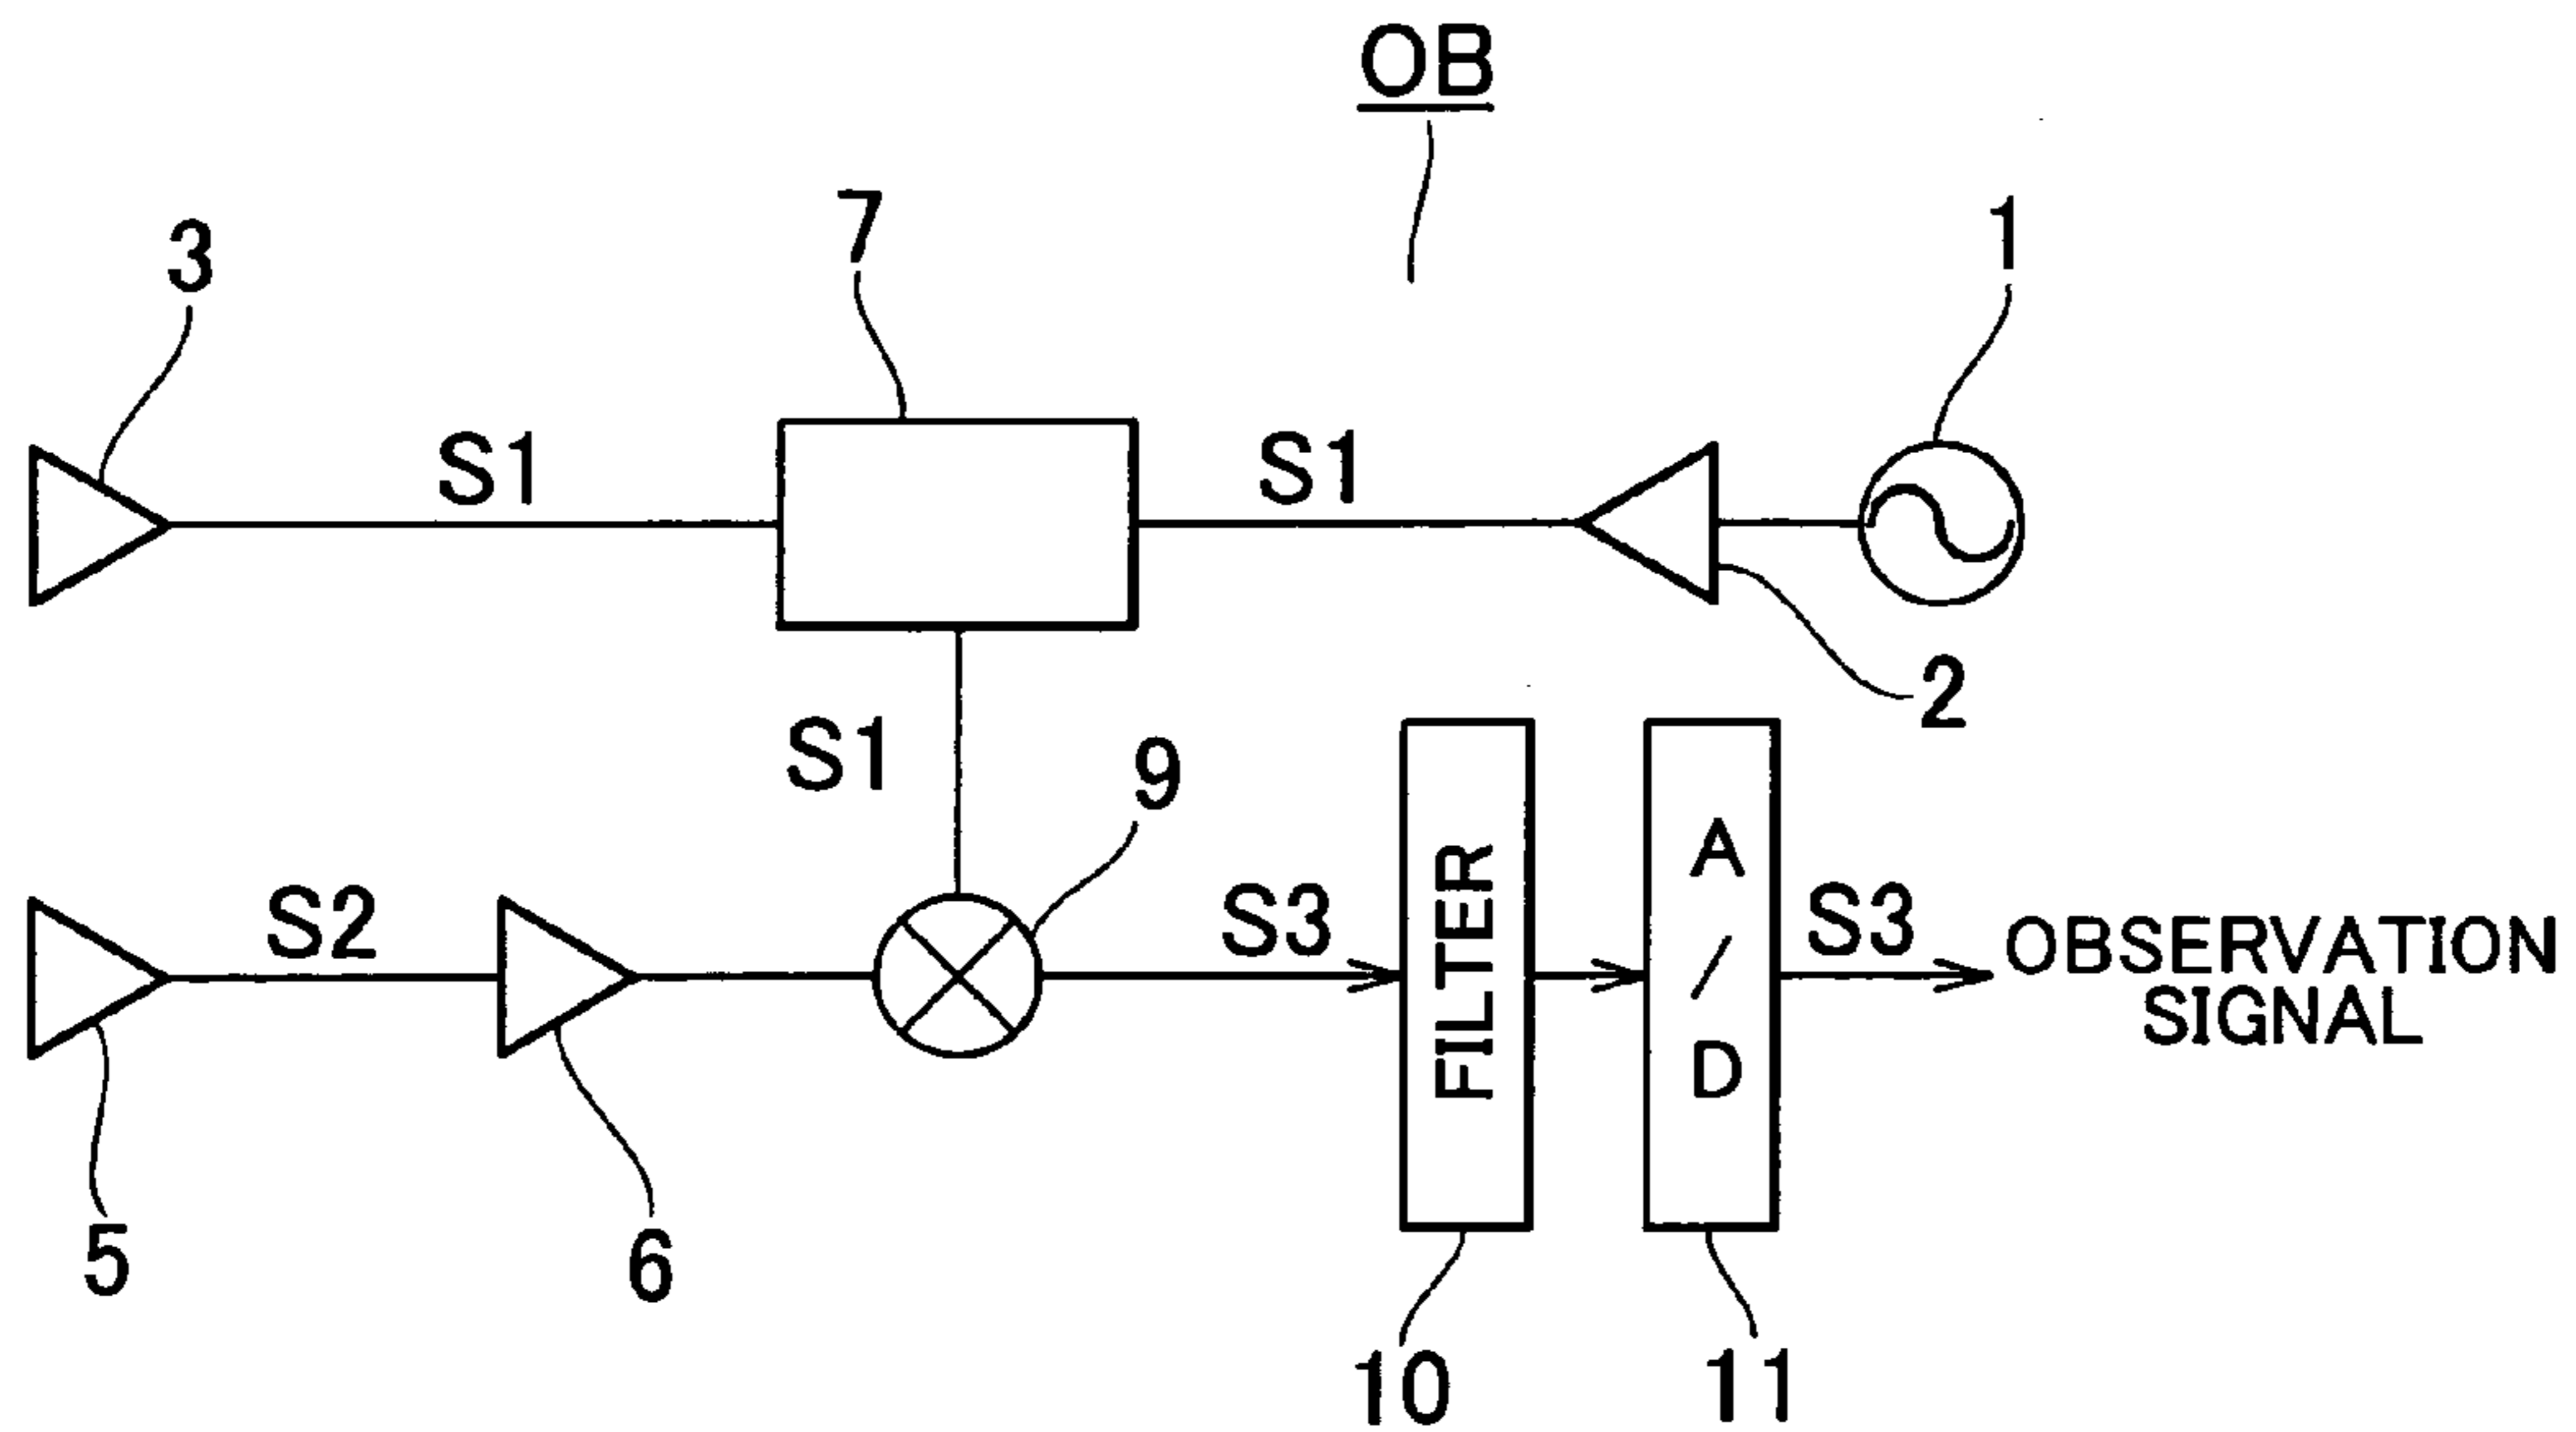 OB
7
1
3
S1
S1
2
S1
9
S2
S3
FILTER
A/D
S3
OBSERVATION
SIGNAL
5
6
10
11